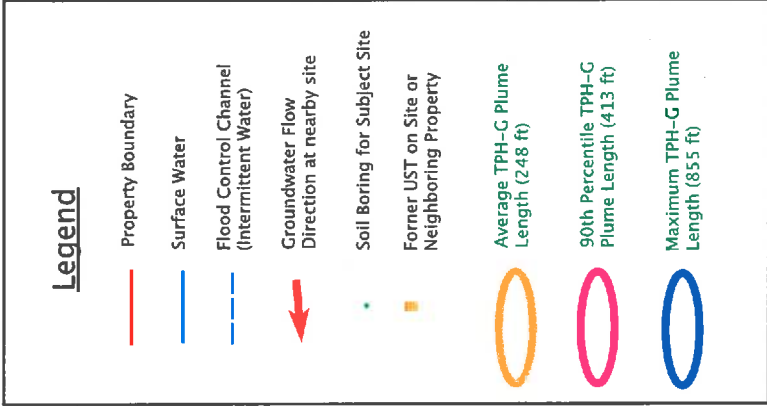 Legend
Property Boundary
Surface Water
Flood Control Channel
(Intermittent Water)
Groundwater Flow
Direction at nearby site
Soil Boring for Subject Site
Forner UST on Site or
Neighboring Property
Average TPH-G Plume
Length (248 ft)
90th Percentile TPH-G
Plume Length (413 ft)
Maximum TPH-G Plume
Length (855 ft)